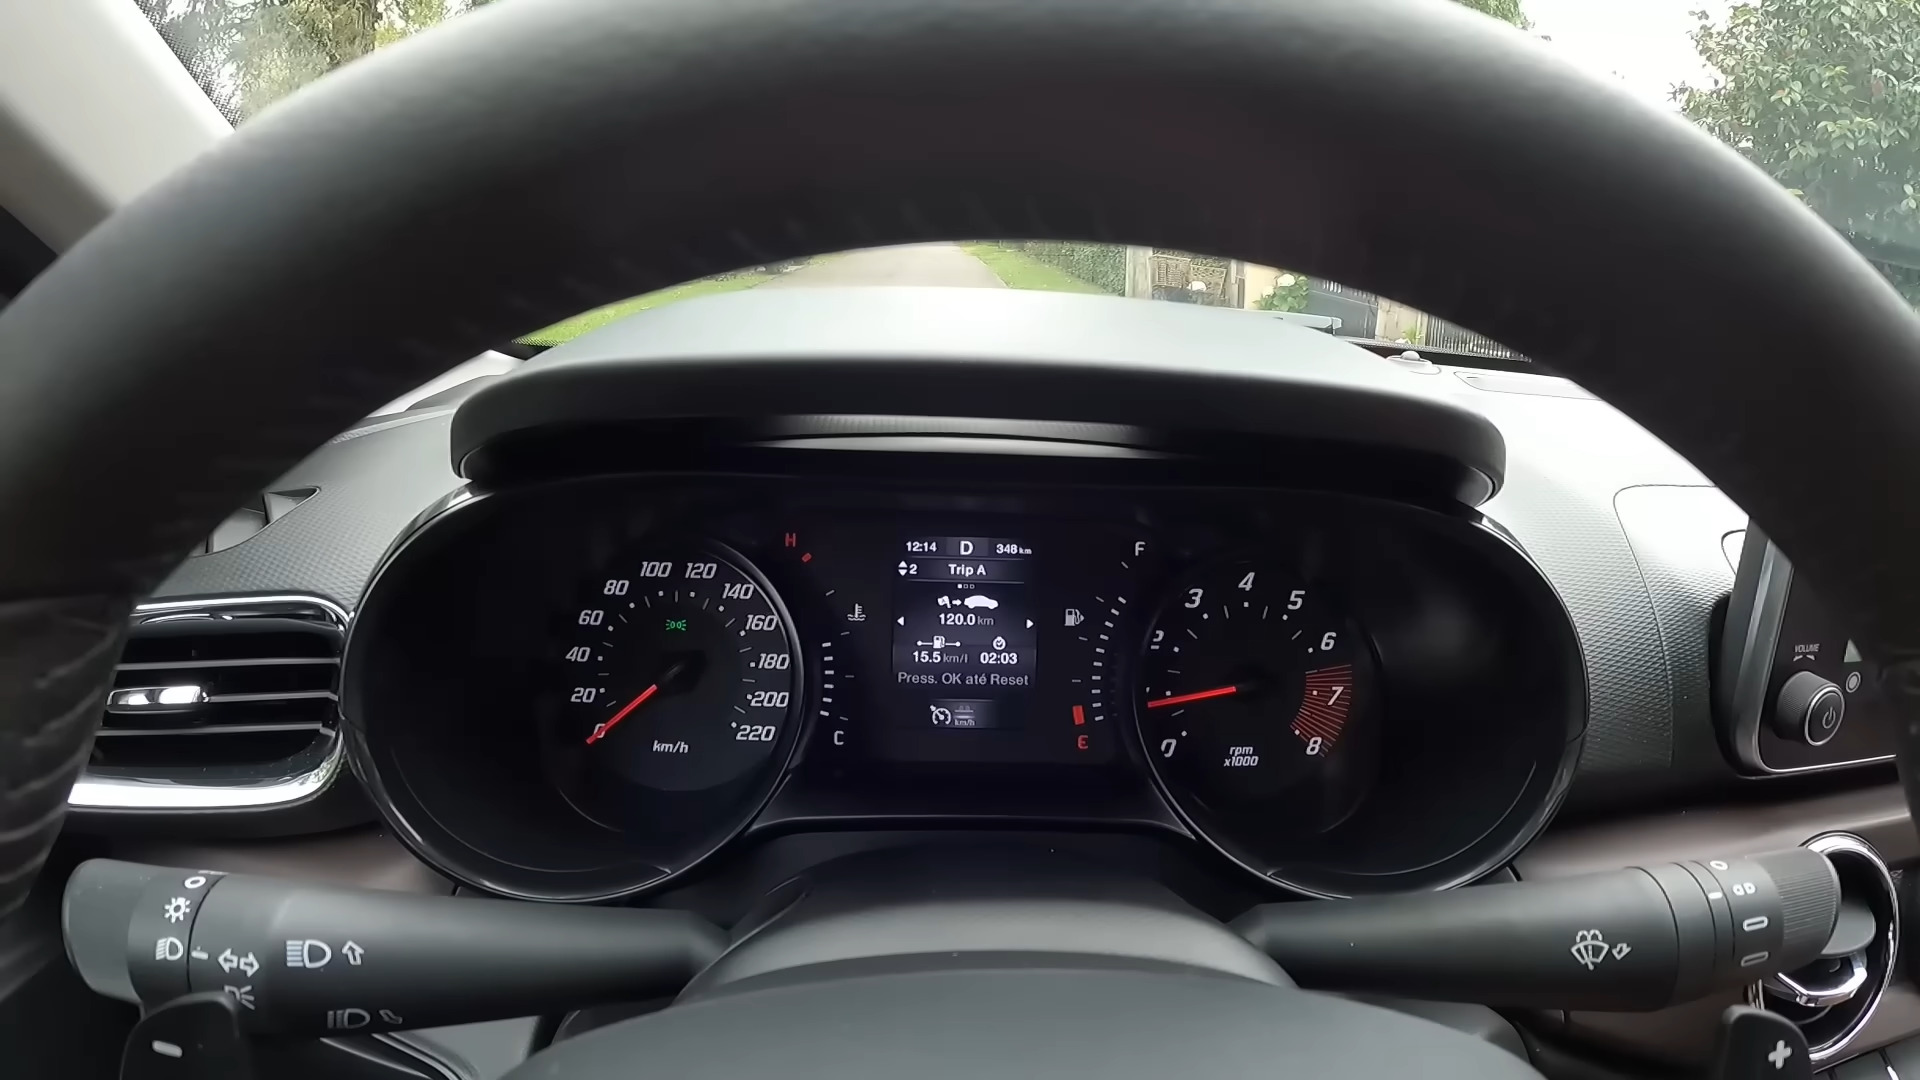 12:14 D 348 km
2 Trip A
120.0 km
15.5 km/l 02:03
Press. OK até Reset
km/h
H
C
F
E
0
20
40
60
80
100
120
140
160
180
200
220
km/h
0
2
3
4
5
6
7
8
rpm
x1000
VOLUME
-
+